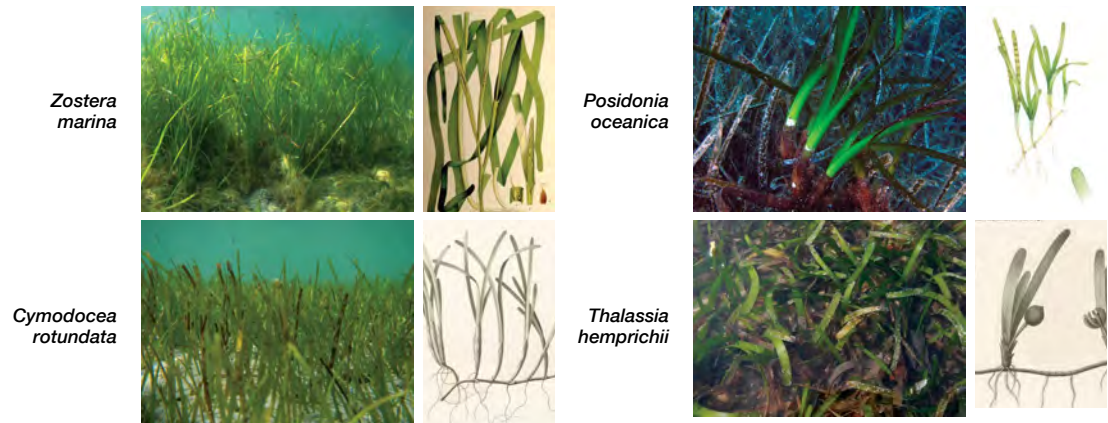 Zostera
marina
Posidonia
oceanica
Cymodocea
rotundata
Thalassia
hemprichii